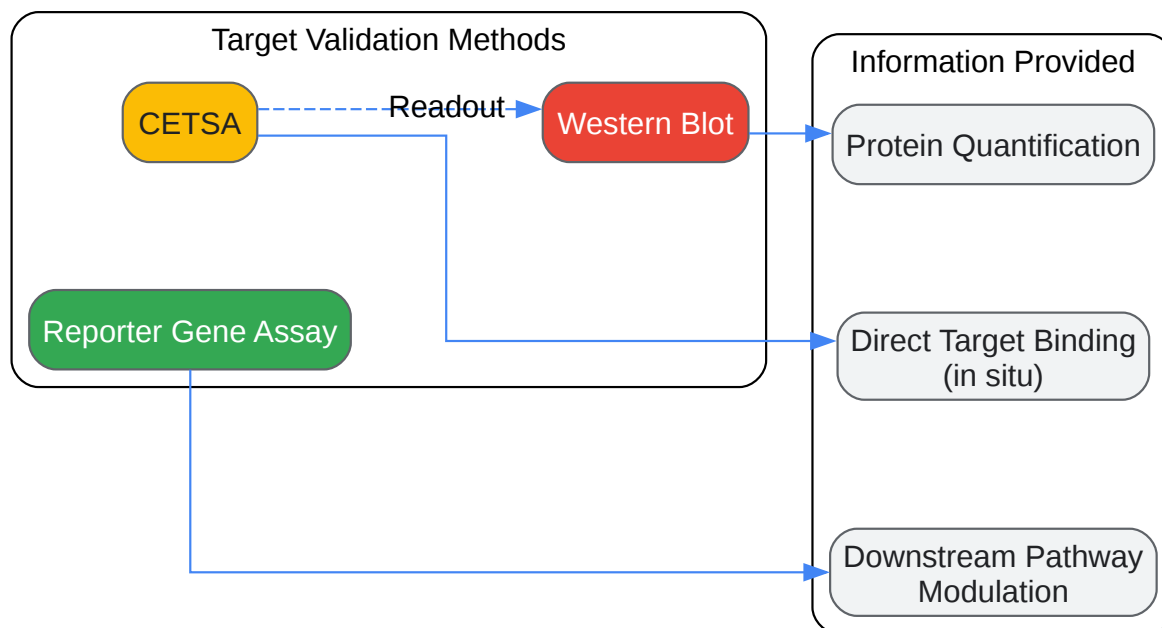 Target Validation Methods
CETSA
Readout
Western Blot
Reporter Gene Assay
Information Provided
Protein Quantification
Direct Target Binding
(in situ)
Downstream Pathway
Modulation